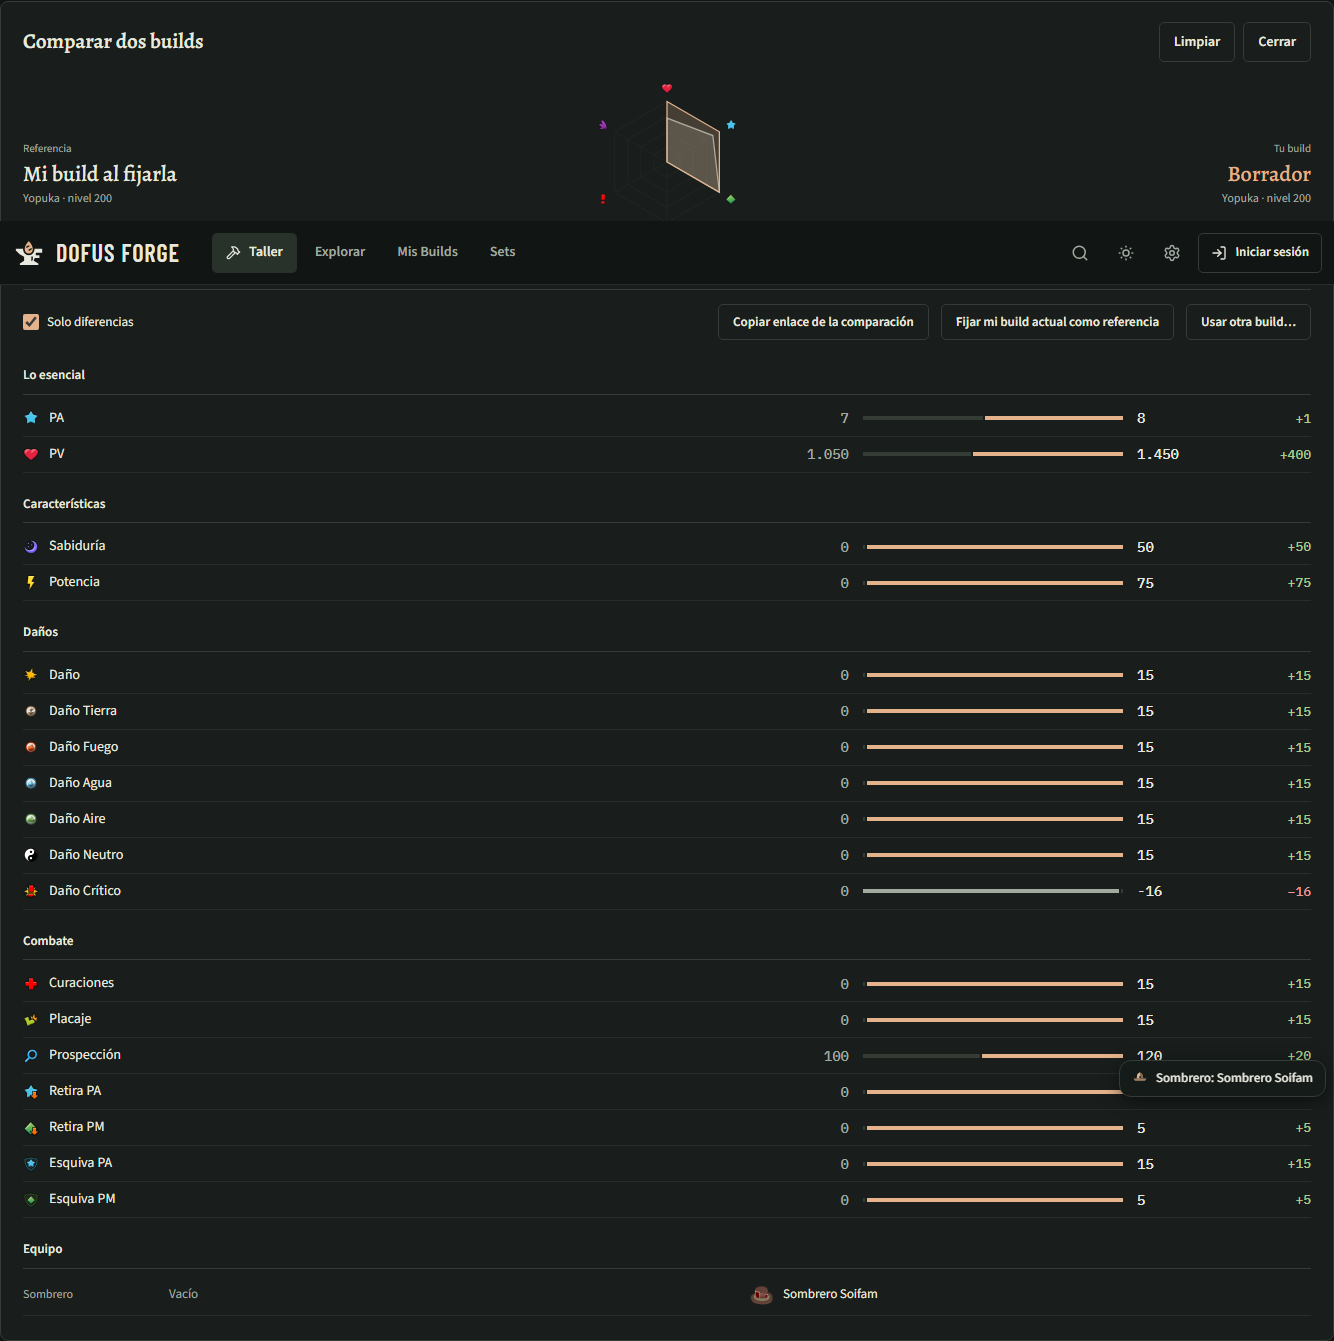 Comparar dos builds
Limpiar
Cerrar
Referencia
Mi build al fijarla
Yopuka · nivel 200
Tu build
Borrador
Yopuka · nivel 200
DOFUS FORGE
Taller
Explorar
Mis Builds
Sets
Iniciar sesión
Solo diferencias
Copiar enlace de la comparación
Fijar mi build actual como referencia
Usar otra build...
Lo esencial
PA 7 8 +1
PV 1.050 1.450 +400
Características
Sabiduría 0 50 +50
Potencia 0 75 +75
Daños
Daño 0 15 +15
Daño Tierra 0 15 +15
Daño Fuego 0 15 +15
Daño Agua 0 15 +15
Daño Aire 0 15 +15
Daño Neutro 0 15 +15
Daño Crítico 0 -16 −16
Combate
Curaciones 0 15 +15
Placaje 0 15 +15
Prospección 100 120 +20
Sombrero: Sombrero Soifam
Retira PA 0
Retira PM 0 5 +5
Esquiva PA 0 15 +15
Esquiva PM 0 5 +5
Equipo
Sombrero Vacío Sombrero Soifam